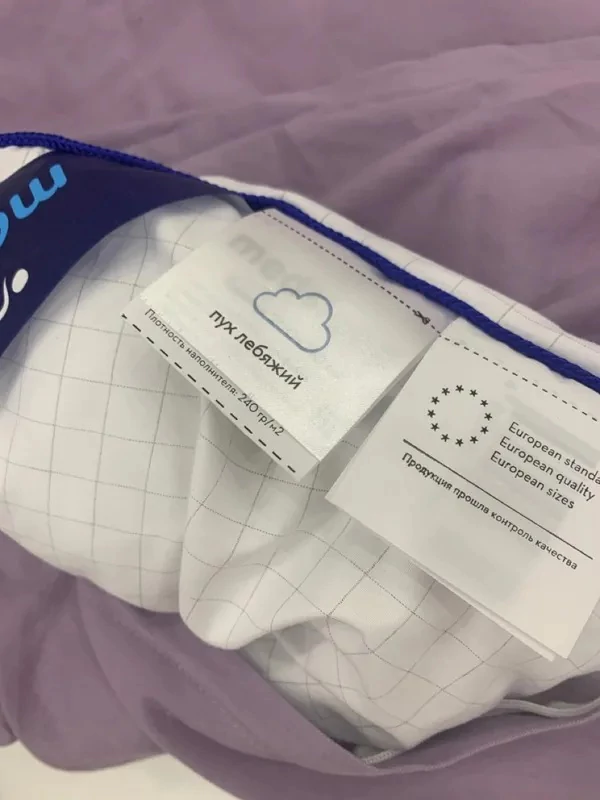 пух лебяжий
Плотность наполнителя: 240 гр/м2
European standa
European quality
European sizes
Продукция прошла контроль качества